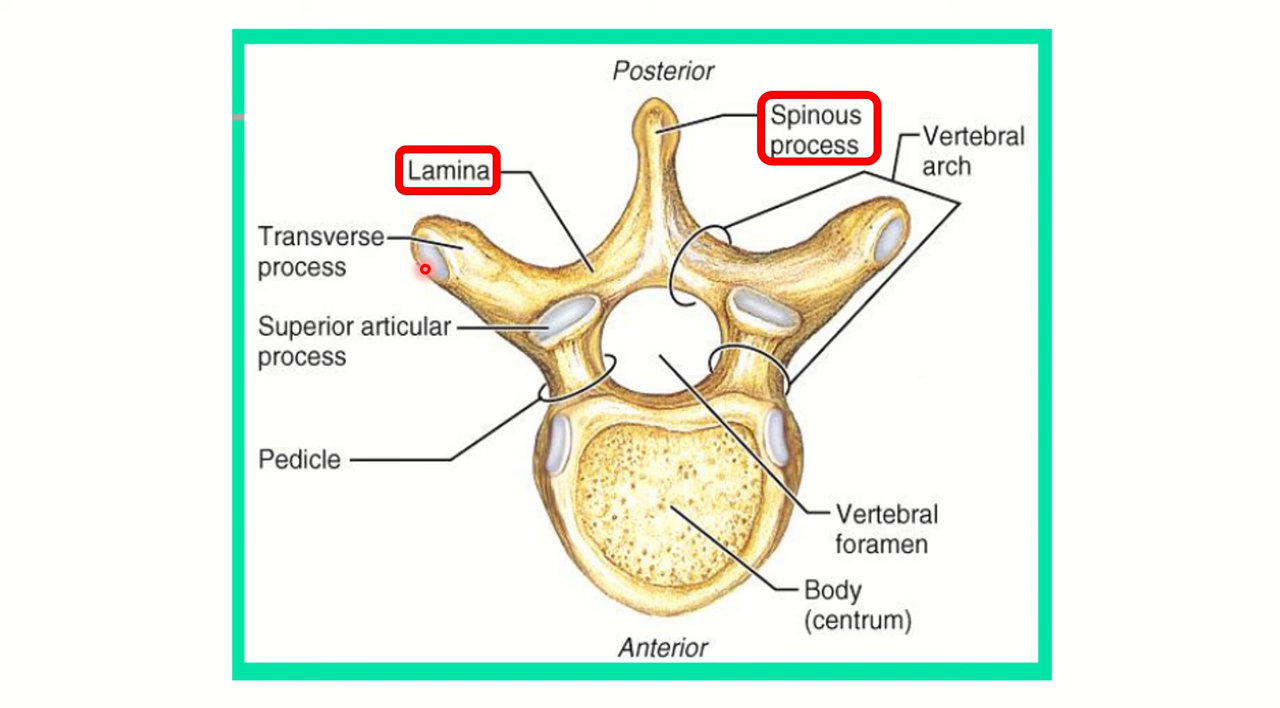 Posterior
Spinous
process
Vertebral
arch
Lamina
Transverse
process
Superior articular
process
Pedicle
Vertebral
foramen
Body
(centrum)
Anterior